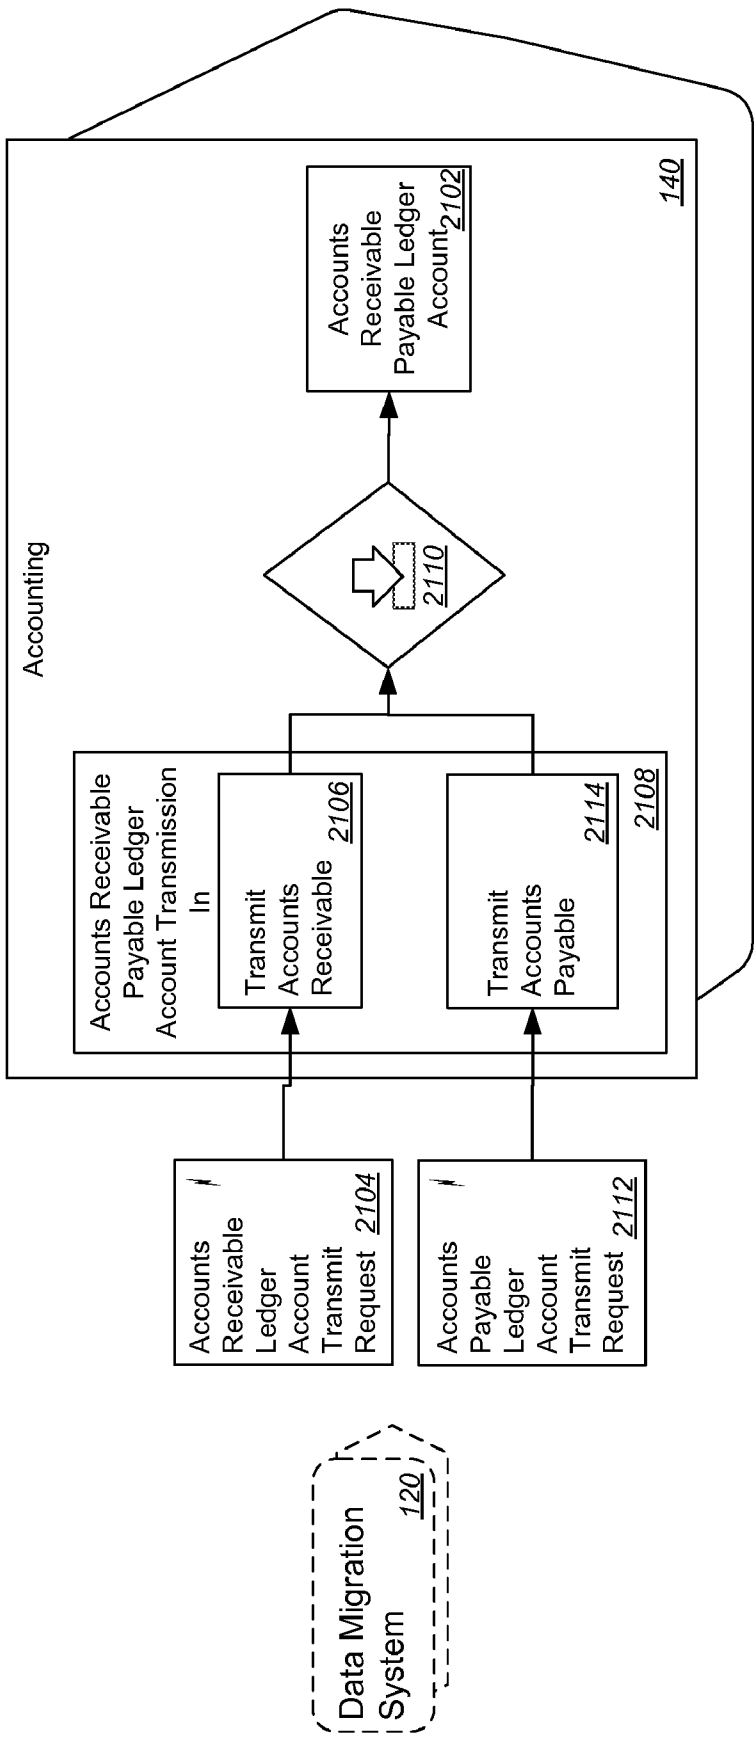 Data Migration
System
120
Accounts
Receivable
Ledger
Account
Transmit
Request
2104
Accounts
Payable
Ledger
Account
Transmit
Request
2112
Accounting
Accounts Receivable
Payable Ledger
Account Transmission
In
Transmit
Accounts
Receivable
2106
Transmit
Accounts
Payable
2114
2108
2110
Accounts
Receivable
Payable Ledger
Account
2102
140